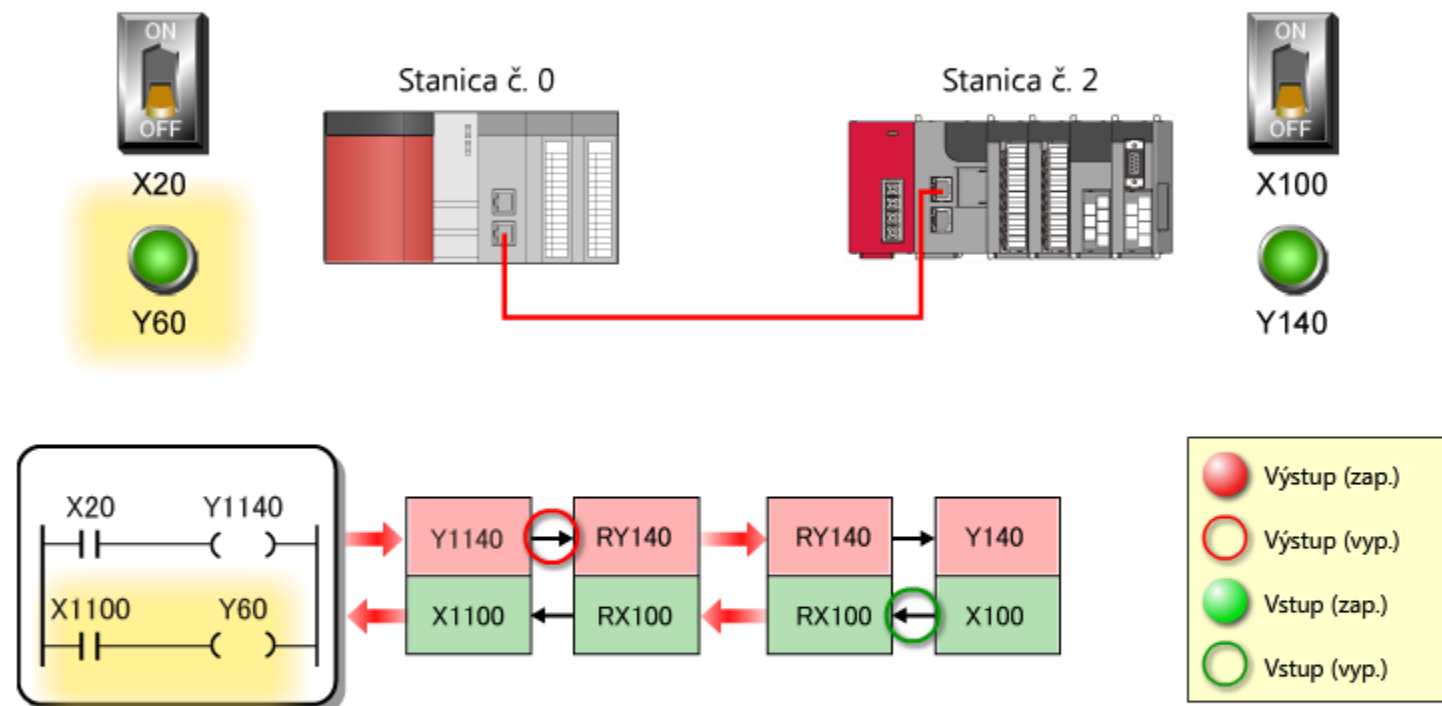 ON
OFF
X20
Y60
Stanica č. 0
Stanica č. 2
ON
OFF
X100
Y140
X20 Y1140
X1100 Y60
Y1140 RY140 RY140 Y140
X1100 RX100 RX100 X100
Výstup (zap.)
Výstup (vyp.)
Vstup (zap.)
Vstup (vyp.)